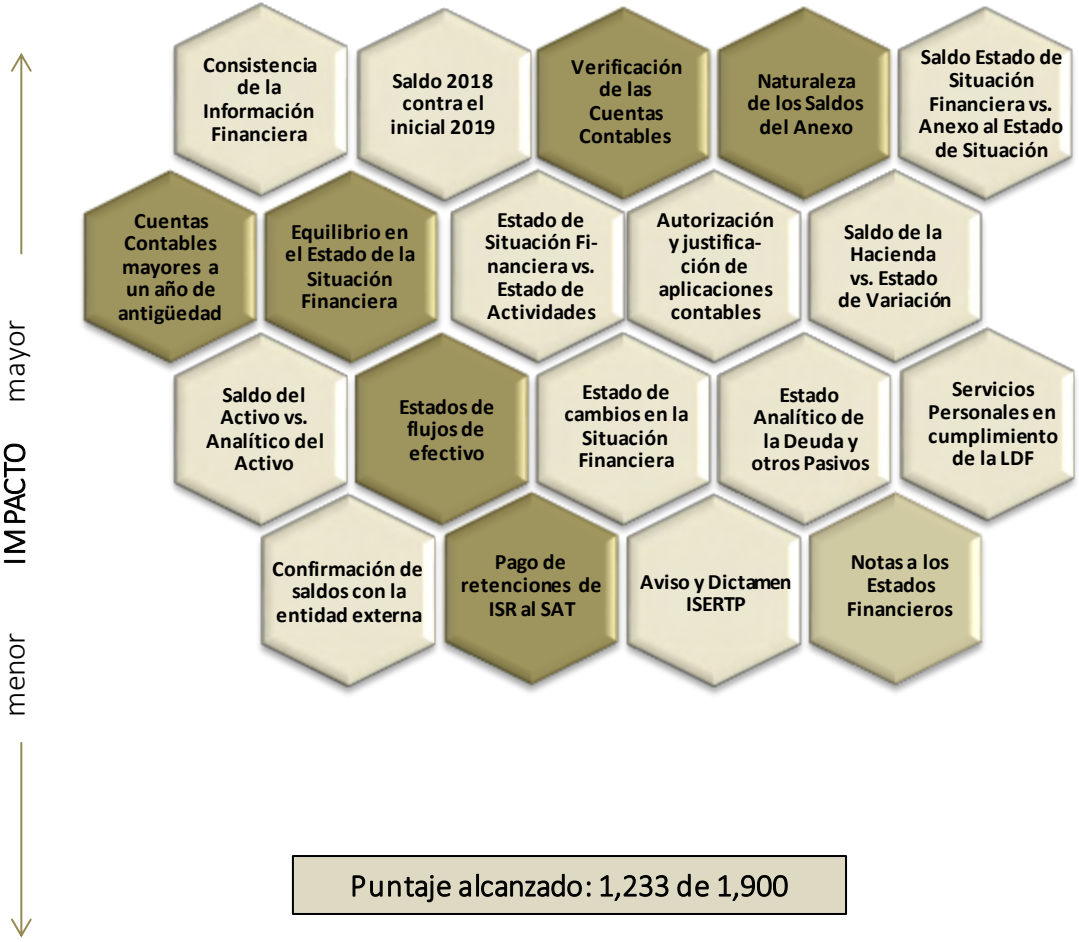 Consistencia
de la
Información
Financiera
Saldo 2018
contra el
inicial 2019
Verificación
de las
Cuentas
Contables
Naturaleza
de los Saldos
del Anexo
Saldo Estado de
Situación
Financiera vs.
Anexo al Estado
de Situación
Cuentas
Contables
mayores a
un año de
antigüedad
Equilibrio en
el Estado de la
Situación
Financiera
Estado de
Situación Fi-
nanciera vs.
Estado de
Actividades
Autorización
y justifica-
ción de
aplicaciones
contables
Saldo de la
Hacienda
vs. Estado
de Variación
Saldo del
Activo vs.
Analítico del
Activo
Estados de
flujos de
efectivo
Estado de
cambios en la
Situación
Financiera
Estado
Analítico de
la Deuda y
otros Pasivos
Servicios
Personales en
cumplimiento
de la LDF
Confirmación de
saldos con la
entidad externa
Pago de
retenciones de
ISR al SAT
Aviso y Dictamen
ISERTP
Notas a los
Estados
Financieros
menor IMPACTO mayor
Puntaje alcanzado: 1,233 de 1,900